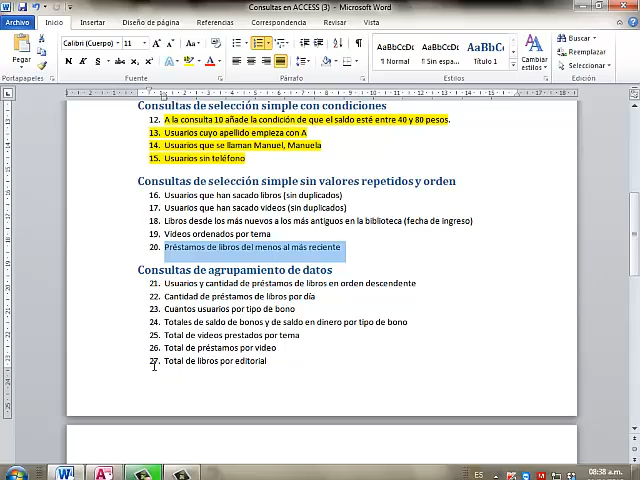 Consultas en ACCESS (3) - Microsoft Word
Archivo Inicio Insertar Diseño de página Referencias Correspondencia Revisar Vista
Pegar
Calibri (Cuerpo) 11
AaBbCcDc AaBbCcDc AaBbC
¶ Normal ¶ Sin espa... Título 1
Cambiar estilos
Buscar
Reemplazar
Seleccionar
Portapapeles Fuente Párrafo Estilos Edición
Consultas de selección simple con condiciones
12. A la consulta 10 añade la condición de que el saldo esté entre 40 y 80 pesos.
13. Usuarios cuyo apellido empieza con A
14. Usuarios que se llaman Manuel, Manuela
15. Usuarios sin teléfono
Consultas de selección simple sin valores repetidos y orden
16. Usuarios que han sacado libros (sin duplicados)
17. Usuarios que han sacado videos (sin duplicados)
18. Libros desde los más nuevos a los más antiguos en la biblioteca (fecha de ingreso)
19. Videos ordenados por tema
20. Préstamos de libros del menos al más reciente
Consultas de agrupamiento de datos
21. Usuarios y cantidad de préstamos de libros en orden descendente
22. Cantidad de préstamos de libros por día
23. Cuantos usuarios por tipo de bono
24. Totales de saldo de bonos y de saldo en dinero por tipo de bono
25. Total de videos prestados por tema
26. Total de préstamos por video
27. Total de libros por editorial
ES
08:38 a.m.